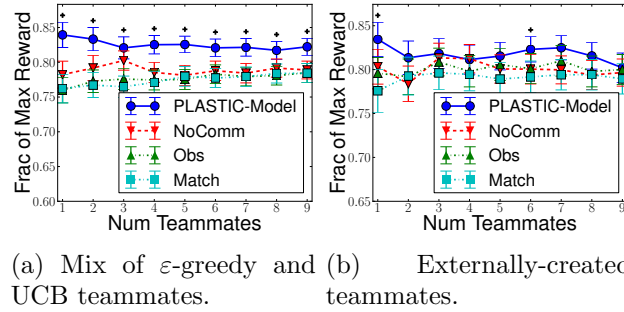 Frac of Max Reward
0.85
0.80
0.75
0.70
0.65
0.60
PLASTIC-Model
NoComm
Obs
Match
1 2 3 4 5 6 7 8 9
Num Teammates
Frac of Max Reward
0.85
0.80
0.75
0.70
0.65
PLASTIC-Model
NoComm
Obs
Match
1 2 3 4 5 6 7 8 9
Num Teammates
(a) Mix of ε-greedy and
UCB teammates.
(b) Externally-created
teammates.